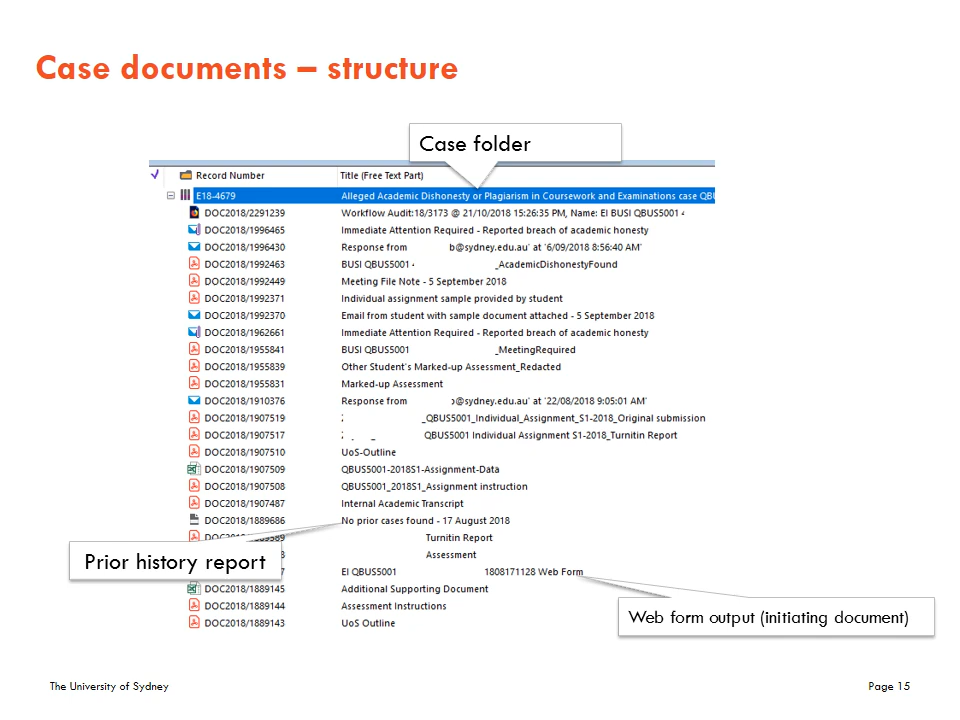 Case documents – structure
Case folder
Record Number Title (Free Text Part)
E18-4679 Alleged Academic Dishonesty or Plagiarism in Coursework and Examinations case QBU
DOC2018/2291239 Workflow Audit:18/3173 @ 21/10/2018 15:26:35 PM, Name: EI BUSI QBUS5001 4
DOC2018/1996465 Immediate Attention Required - Reported breach of academic honesty
DOC2018/1996430 Response from b@sydney.edu.au' at '6/09/2018 8:56:40 AM'
DOC2018/1992463 BUSI QBUS5001 _AcademicDishonestyFound
DOC2018/1992449 Meeting File Note - 5 September 2018
DOC2018/1992371 Individual assignment sample provided by student
DOC2018/1992370 Email from student with sample document attached - 5 September 2018
DOC2018/1962661 Immediate Attention Required - Reported breach of academic honesty
DOC2018/1955841 BUSI QBUS5001 _MeetingRequired
DOC2018/1955839 Other Student's Marked-up Assessment_Redacted
DOC2018/1955831 Marked-up Assessment
DOC2018/1910376 Response from @sydney.edu.au' at '22/08/2018 9:05:01 AM'
DOC2018/1907519 _QBUS5001_Individual_Assignment_S1-2018_Original submission
DOC2018/1907517 QBUS5001 Individual Assignment S1-2018_Turnitin Report
DOC2018/1907510 UoS-Outline
DOC2018/1907509 QBUS5001-2018S1-Assignment-Data
DOC2018/1907508 QBUS5001_2018S1_Assignment instruction
DOC2018/1907487 Internal Academic Transcript
DOC2018/1889686 No prior cases found - 17 August 2018
Turnitin Report
Assessment
Prior history report
EI QBUS5001 1808171128 Web Form
DOC2018/1889145 Additional Supporting Document
DOC2018/1889144 Assessment Instructions
DOC2018/1889143 UoS Outline
Web form output (initiating document)
The University of Sydney
Page 15